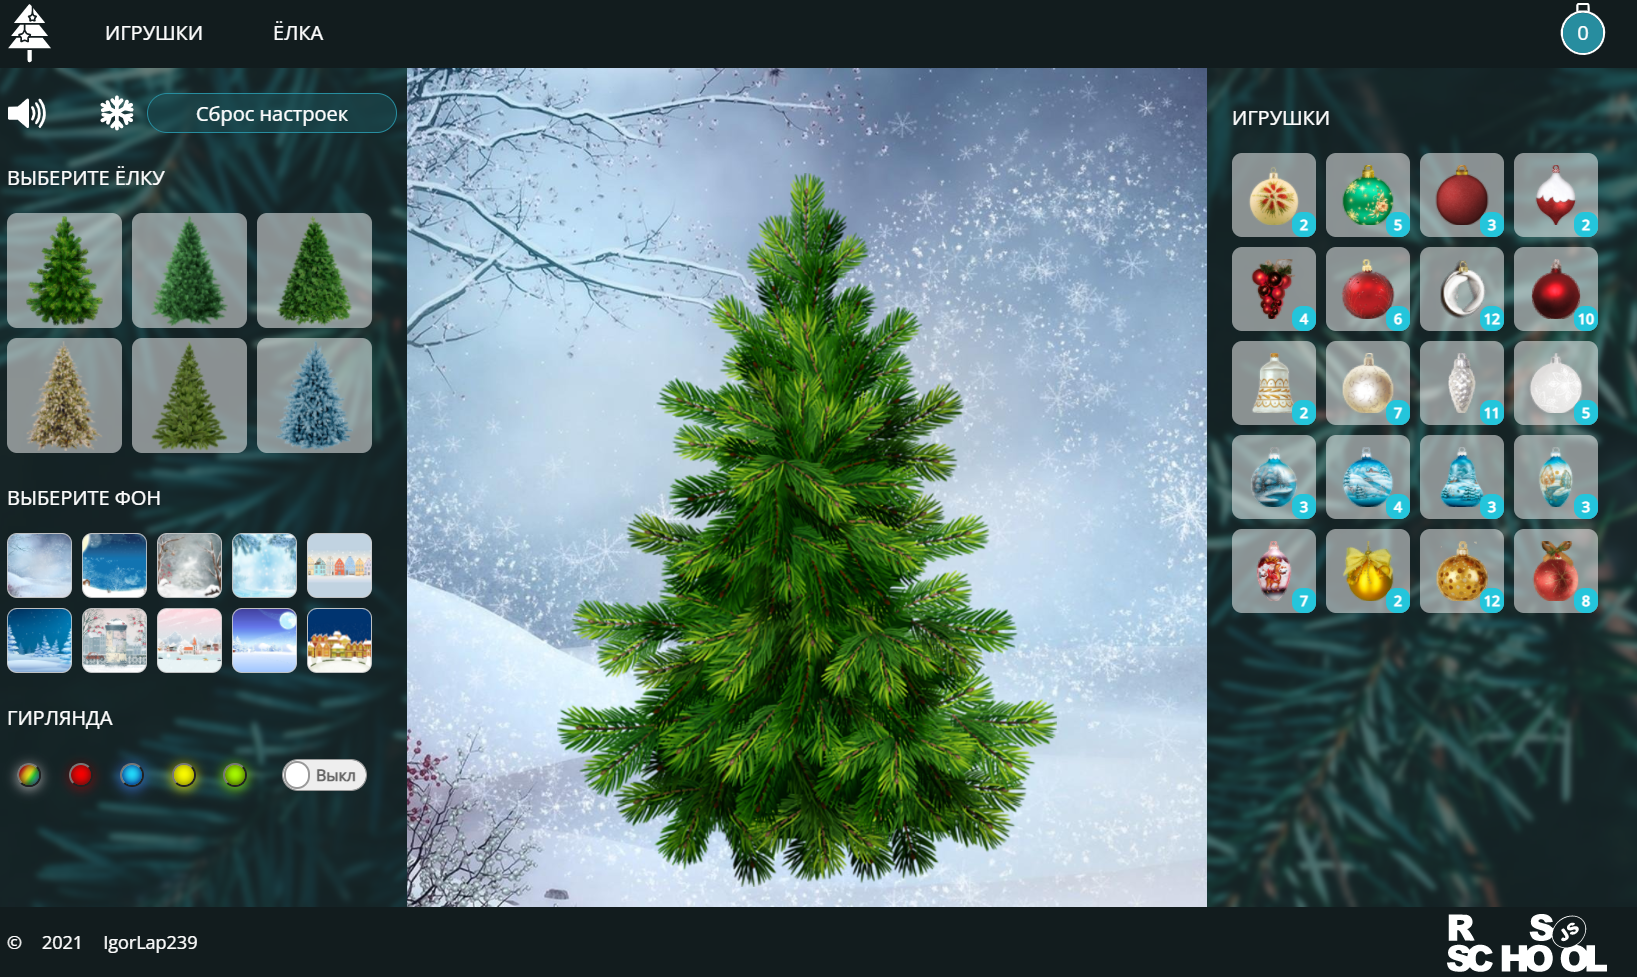 ИГРУШКИ ЁЛКА 0
Сброс настроек
ВЫБЕРИТЕ ЁЛКУ
ВЫБЕРИТЕ ФОН
ГИРЛЯНДА
Выкл
ИГРУШКИ
2 5 3 2
4 6 12 10
2 7 11 5
3 4 3 3
7 2 12 8
© 2021 IgorLap239
R S JS
SCHOOL